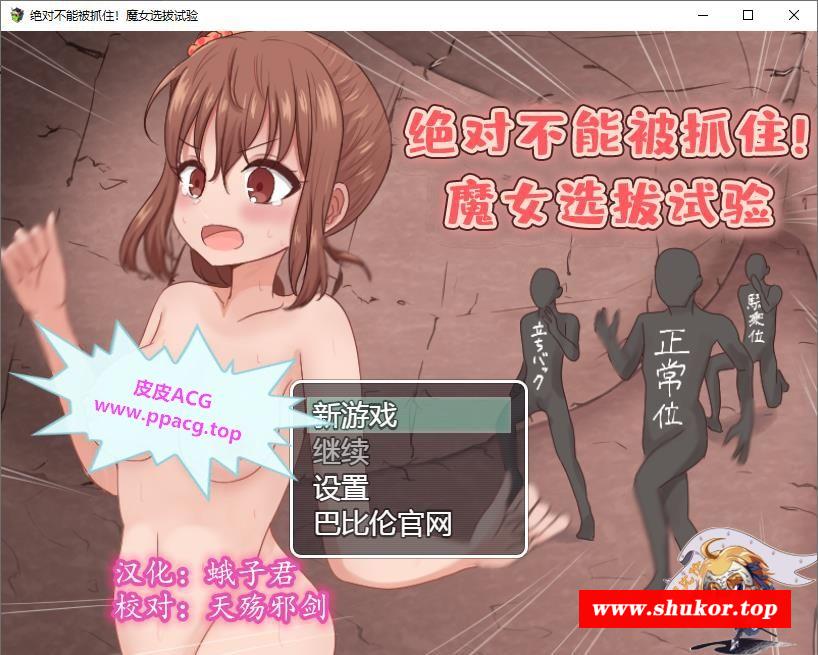 绝对不能被抓住！魔女选拔试验
绝对不能被抓住！
魔女选拔试验
立ちバック
正常位
騎乗位
皮皮ACG
www.ppacg.top
新游戏
继续
设置
巴比伦官网
汉化：蛾子君
校对：天殇邪剑
www.shukor.top